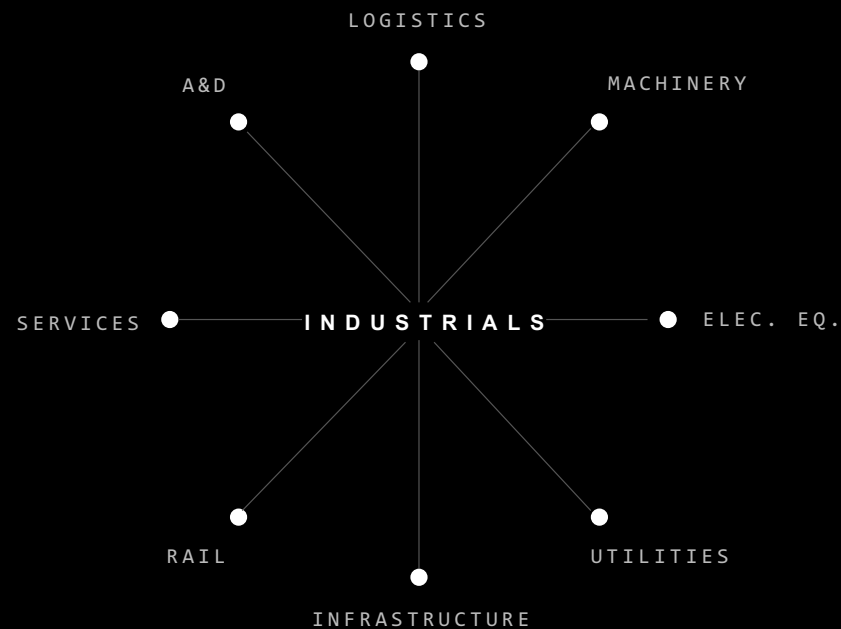 LOGISTICS
A&D
MACHINERY
SERVICES
INDUSTRIALS
ELEC. EQ.
RAIL
UTILITIES
INFRASTRUCTURE